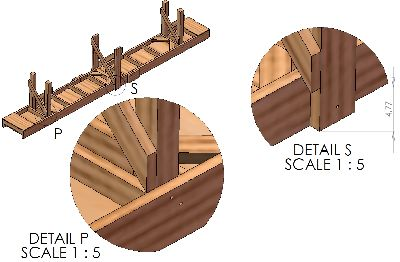 S
P
4,77
DETAIL S
SCALE 1 : 5
DETAIL P
SCALE 1 : 5